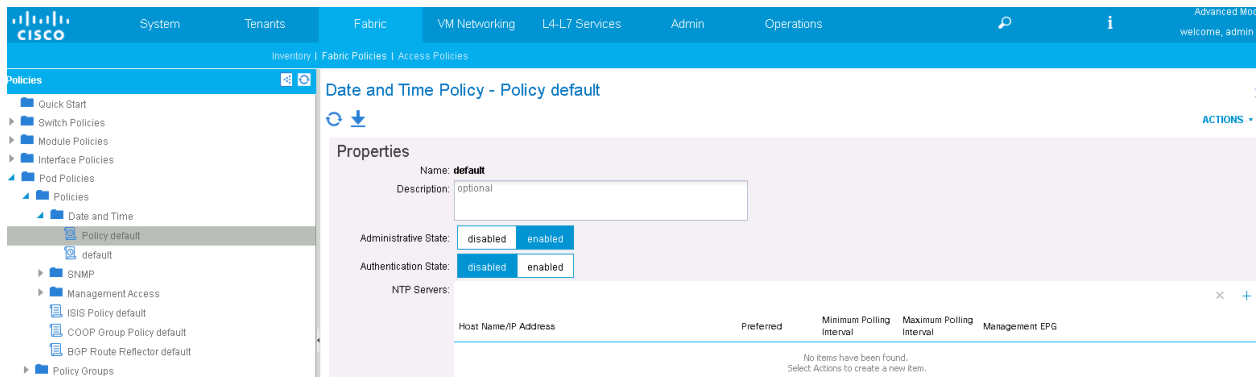 Advanced Mod
CISCO System Tenants Fabric VM Networking L4-L7 Services Admin Operations i
welcome, admin
Inventory | Fabric Policies | Access Policies
Policies
Quick Start
Switch Policies
Module Policies
Interface Policies
Pod Policies
Policies
Date and Time
Policy default
default
SNMP
Management Access
ISIS Policy default
COOP Group Policy default
BGP Route Reflector default
Policy Groups
Date and Time Policy - Policy default
ACTIONS
Properties
Name: default
Description: optional
Administrative State: disabled enabled
Authentication State: disabled enabled
NTP Servers:
Host Name/IP Address Preferred Minimum Polling Interval Maximum Polling Interval Management EPG
No items have been found.
Select Actions to create a new item.